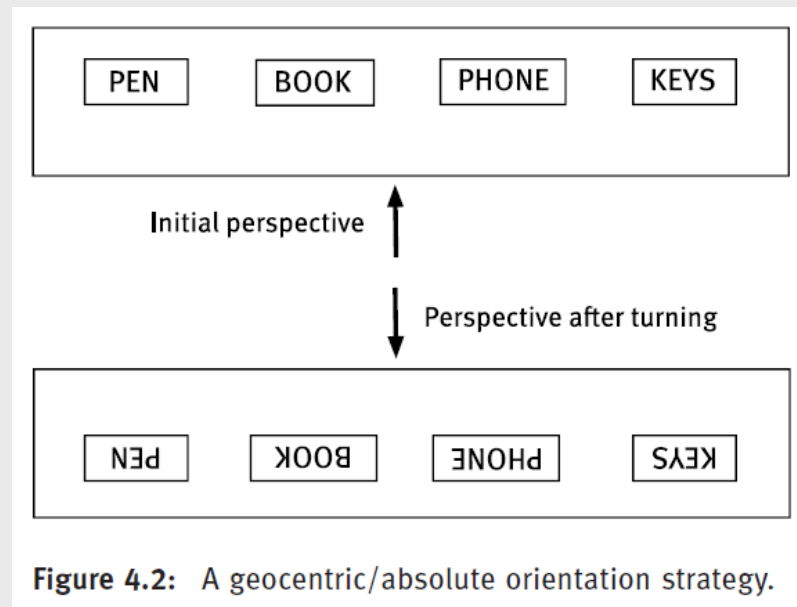 PEN BOOK PHONE KEYS
Initial perspective
Perspective after turning
PEN BOOK PHONE KEYS
Figure 4.2: A geocentric/absolute orientation strategy.